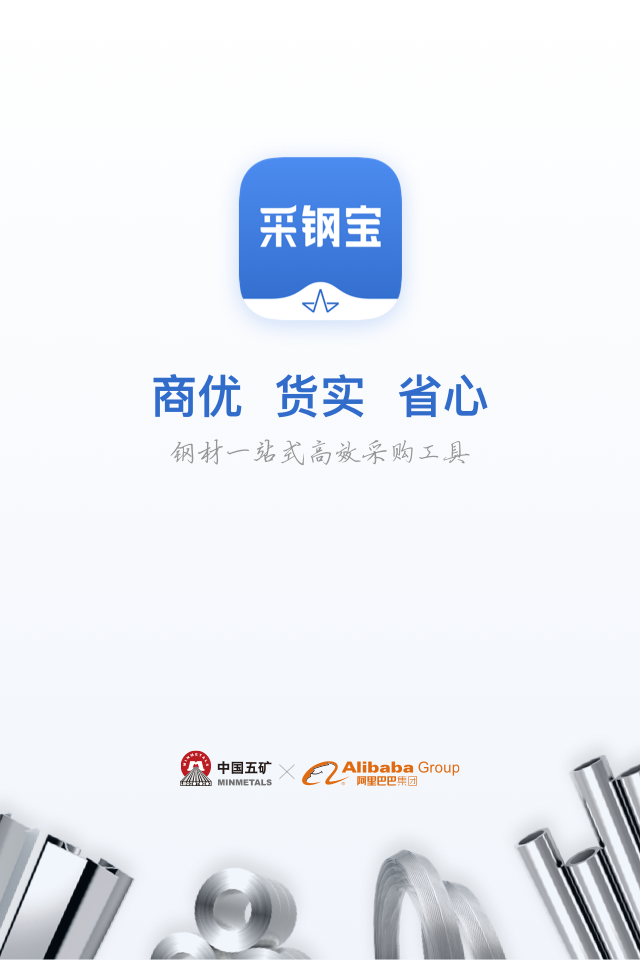 采钢宝
商优 货实 省心
钢材一站式高效采购工具
MINMETALS
中国五矿
MINMETALS
×
Alibaba Group
阿里巴巴集团